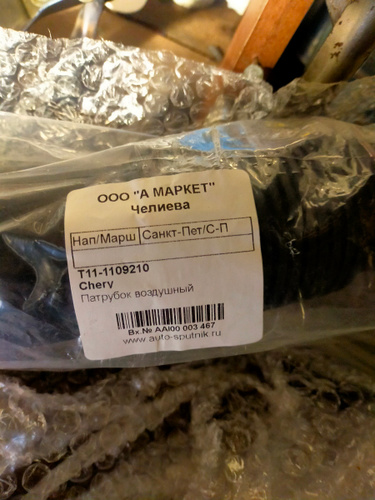 ООО "А МАРКЕТ"
Челиева
Нап/Марш Санкт-Пет/С-П
T11-1109210
Chery
Патрубок воздушный
Вх.№ AAI00 003 467
www.auto-sputnik.ru